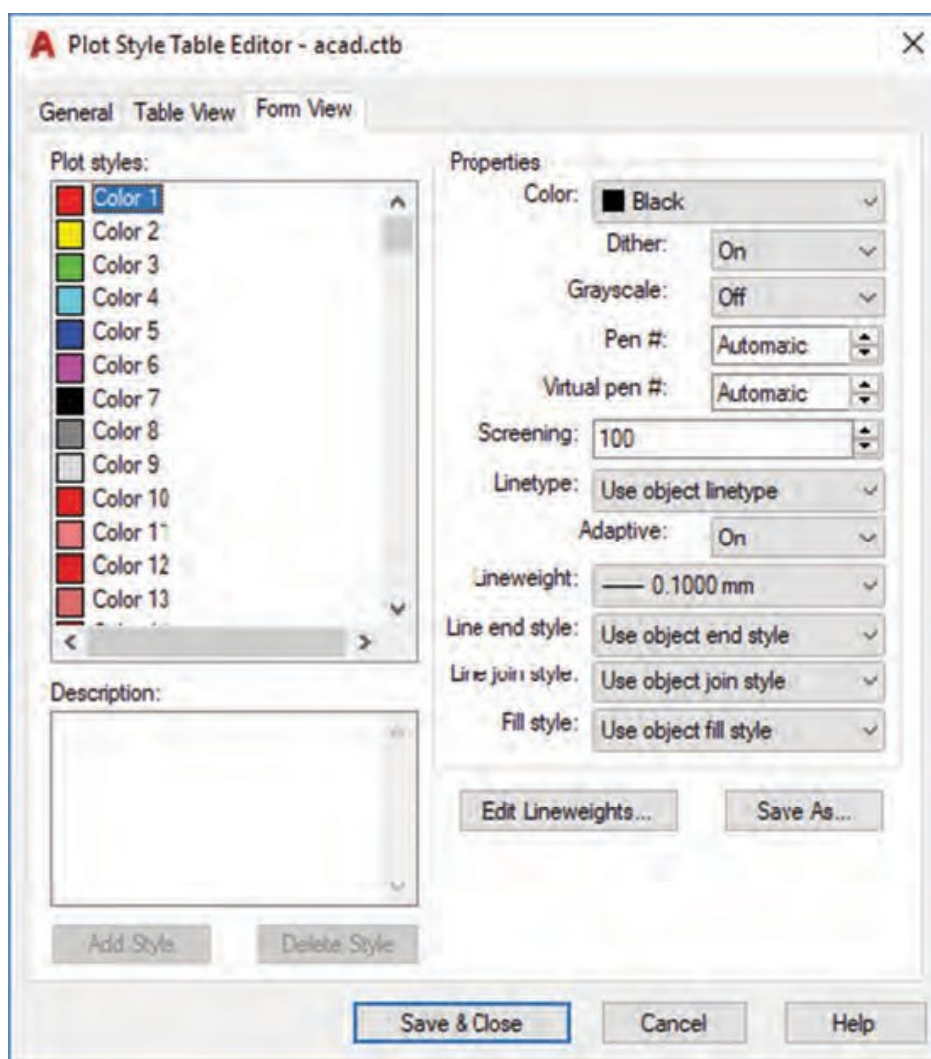 Plot Style Table Editor - acad.ctb
General Table View Form View
Plot styles:
Color 1
Color 2
Color 3
Color 4
Color 5
Color 6
Color 7
Color 8
Color 9
Color 10
Color 11
Color 12
Color 13
Description:
Add Style
Delete Style
Properties
Color: Black
Dither: On
Grayscale: Off
Pen #: Automatic
Virtual pen #: Automatic
Screening: 100
Linetype: Use object linetype
Adaptive: On
Lineweight: 0.1000 mm
Line end style: Use object end style
Line join style: Use object join style
Fill style: Use object fill style
Edit Lineweights... Save As...
Save & Close Cancel Help